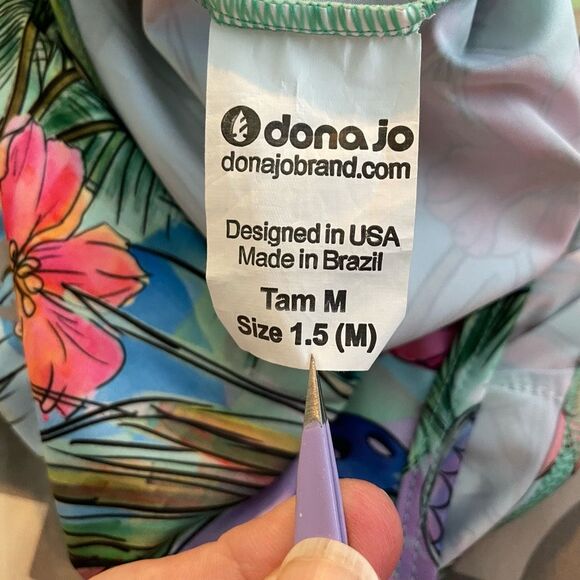 dona jo
donajobrand.com
Designed in USA
Made in Brazil
Tam M
Size 1.5 (M)